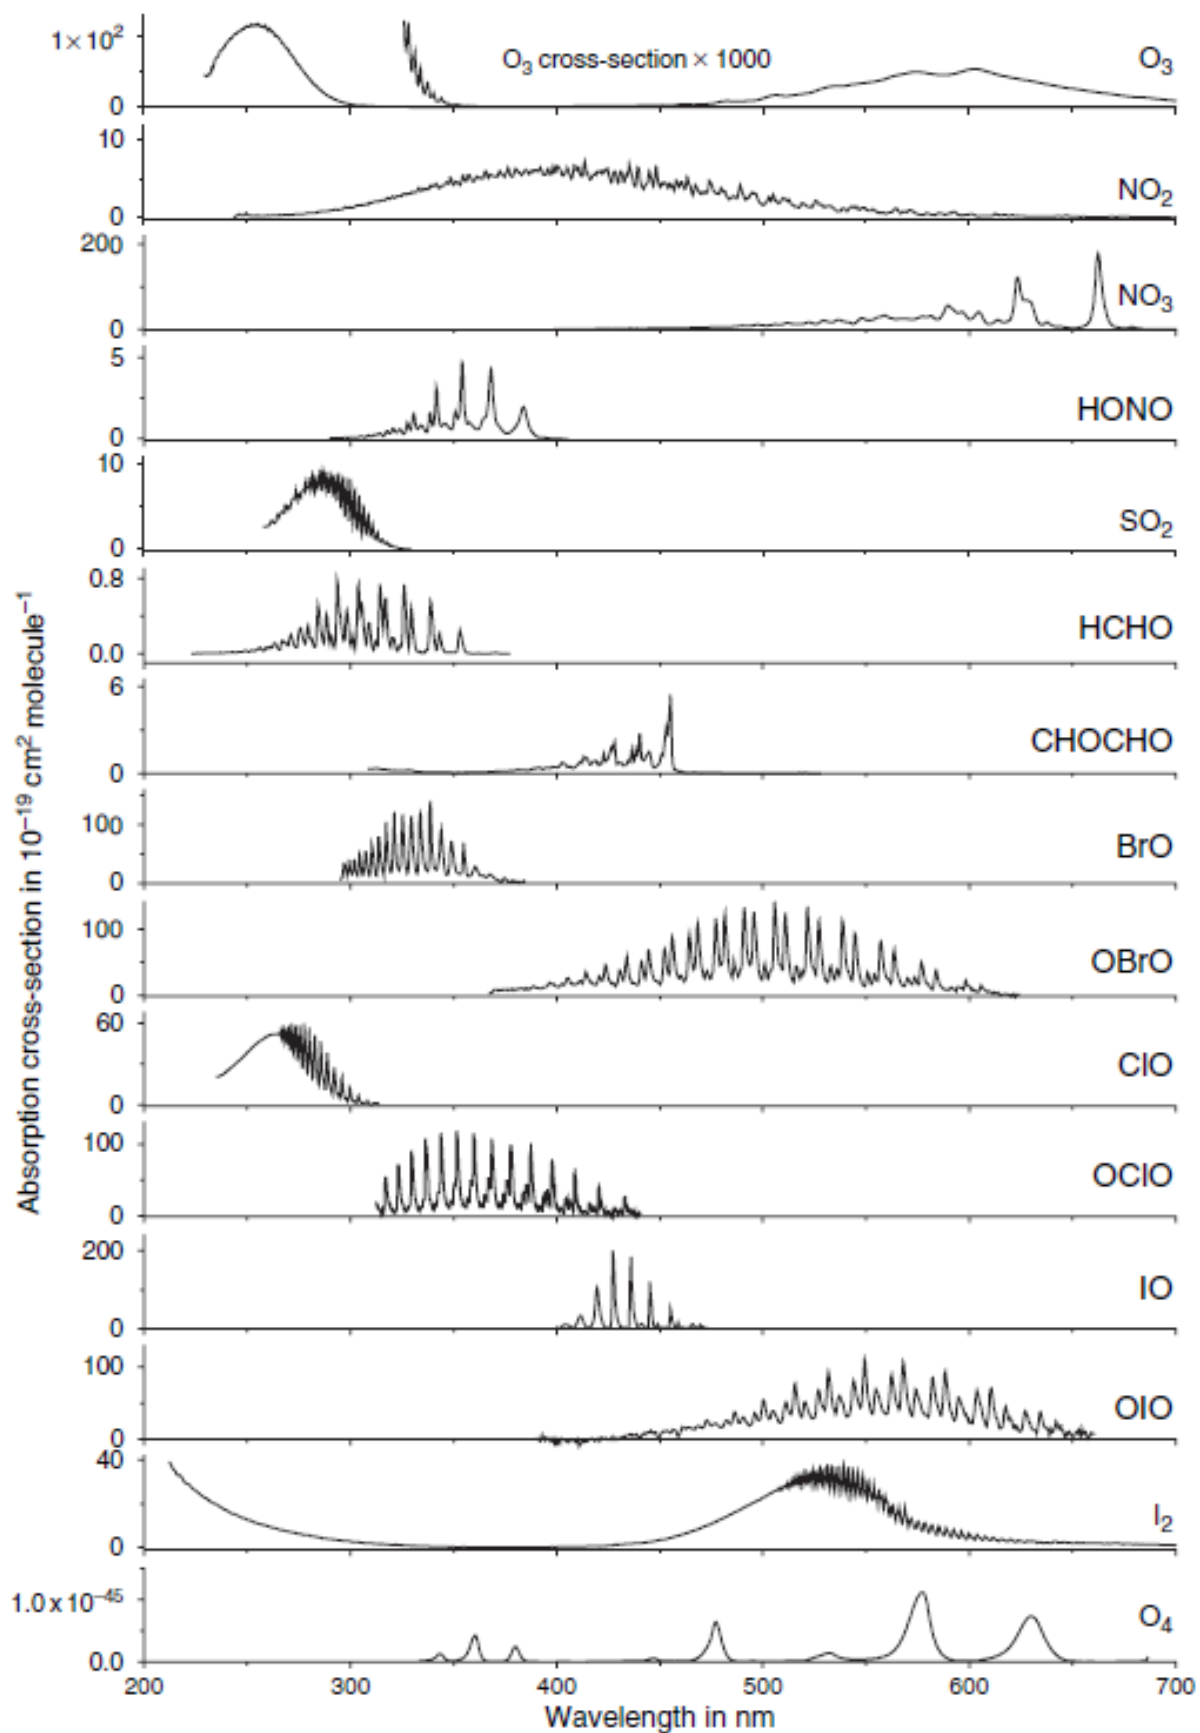 1×10²
0
O₃ cross-section × 1000
O₃
10
5
0
NO₂
200
0
NO₃
5
0
HONO
10
0
SO₂
0.8
0.0
HCHO
6
0
CHOCHO
100
0
BrO
100
0
OBrO
60
0
ClO
100
0
OClO
200
0
IO
100
0
OIO
40
0
I₂
1.0 x 10⁻⁴⁵
0.0
O₄
200 300 400 500 600 700
Wavelength in nm
Absorption cross-section in 10⁻¹⁹ cm² molecule⁻¹